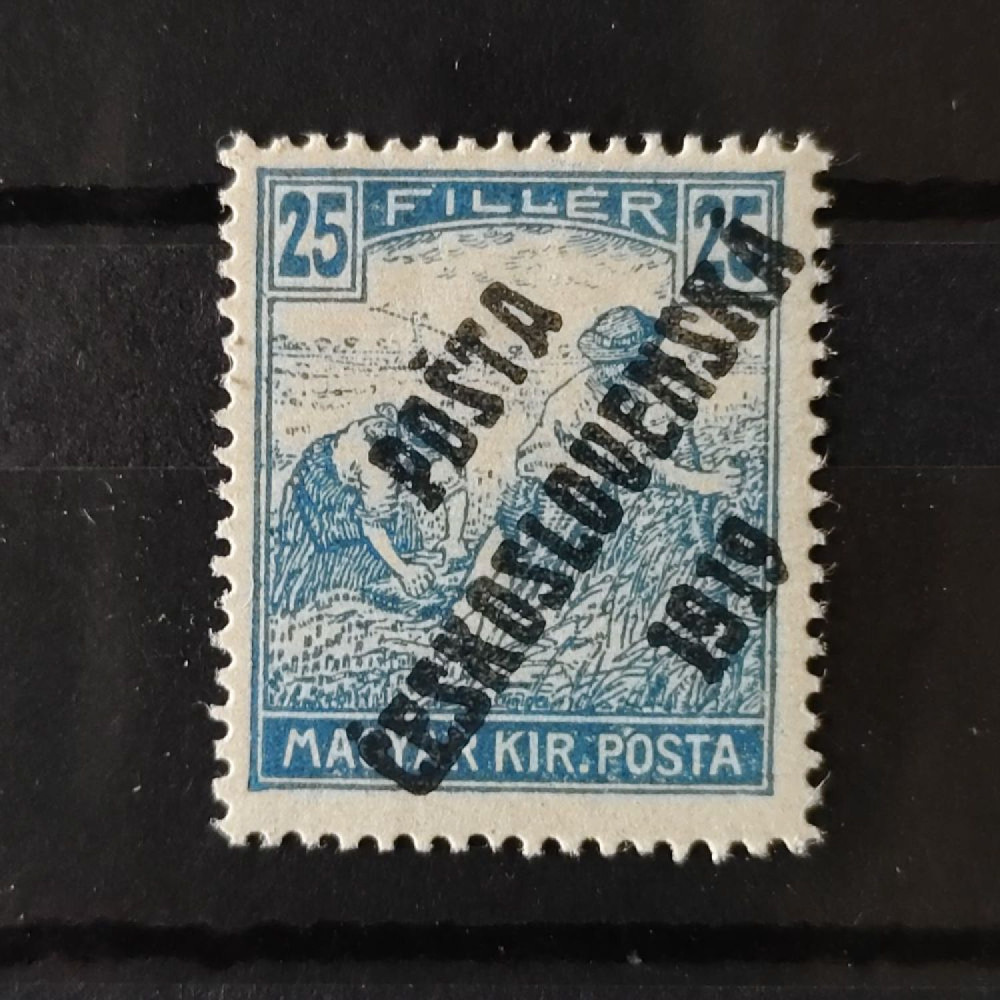 25 FILLÉR 25
POŠTA
ČESKOSLOVENSKÁ
1919
MAGYAR KIR. POSTA